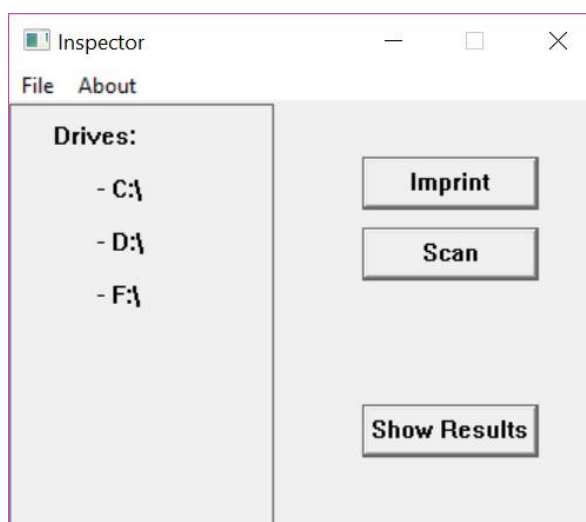 Inspector
File About
Drives:
- C:\
- D:\
- F:\
Imprint
Scan
Show Results